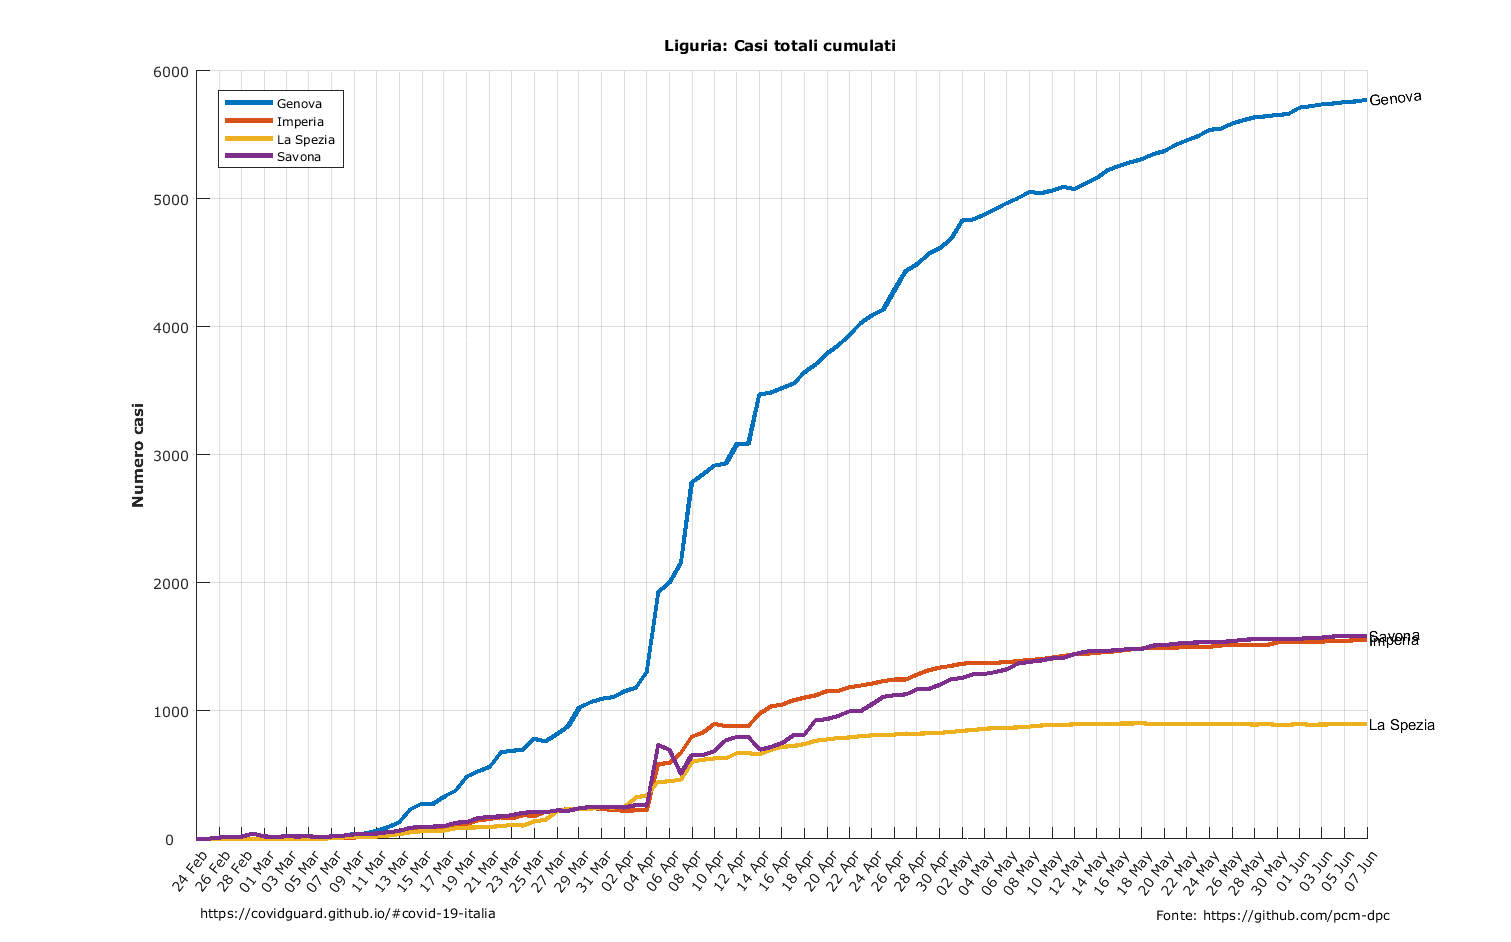 Liguria: Casi totali cumulati
6000
5000
4000
3000
2000
1000
0
Numero casi
Genova
Imperia
La Spezia
Savona
Genova
Savona
Imperia
La Spezia
24 Feb
26 Feb
28 Feb
01 Mar
03 Mar
05 Mar
07 Mar
09 Mar
11 Mar
13 Mar
15 Mar
17 Mar
19 Mar
21 Mar
23 Mar
25 Mar
27 Mar
29 Mar
31 Mar
02 Apr
04 Apr
06 Apr
08 Apr
10 Apr
12 Apr
14 Apr
16 Apr
18 Apr
20 Apr
22 Apr
24 Apr
26 Apr
28 Apr
30 Apr
02 May
04 May
06 May
08 May
10 May
12 May
14 May
16 May
18 May
20 May
22 May
24 May
26 May
28 May
30 May
01 Jun
03 Jun
05 Jun
07 Jun
https://covidguard.github.io/#covid-19-italia
Fonte: https://github.com/pcm-dpc